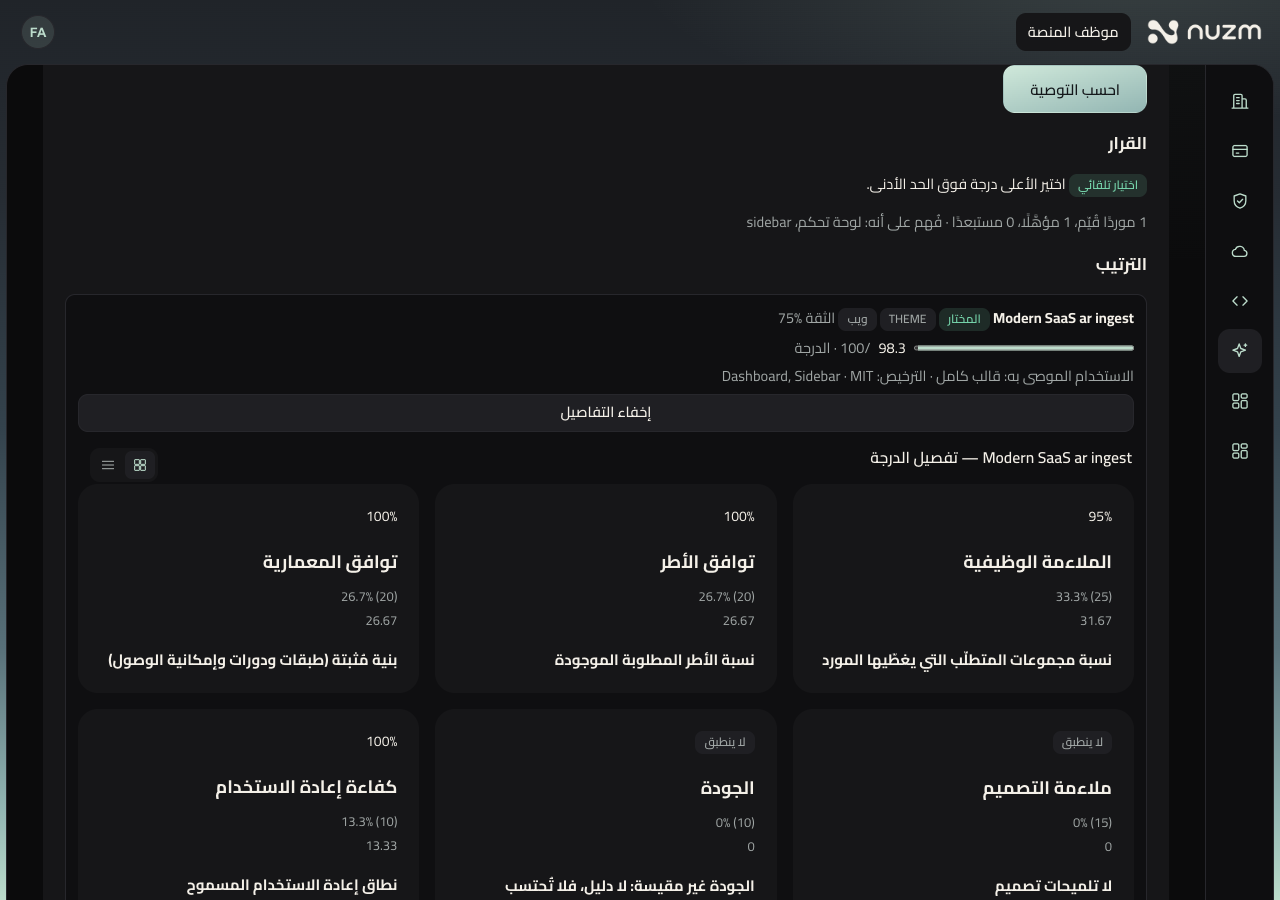 nuzm
موظف المنصة
FA
احسب التوصية
القرار
اختيار تلقائي اختير الأعلى درجة فوق الحد الأدنى.
1 موردًا قُيّم، 1 مؤهَّلًا، 0 مستبعدًا · فُهم على أنه: لوحة تحكم، sidebar
الترتيب
Modern SaaS ar ingest المختار THEME ويب الثقة 75%
98.3 /100 · الدرجة
الاستخدام الموصى به: قالب كامل · الترخيص: Dashboard, Sidebar · MIT
إخفاء التفاصيل
Modern SaaS ar ingest — تفصيل الدرجة
95%
الملاءمة الوظيفية
33.3% (25)
31.67
نسبة مجموعات المتطلّب التي يغطّيها المورد
100%
توافق الأطر
26.7% (20)
26.67
نسبة الأطر المطلوبة الموجودة
100%
توافق المعمارية
26.7% (20)
26.67
بنية مُثبتة (طبقات ودورات وإمكانية الوصول)
لا ينطبق
ملاءمة التصميم
0% (15)
0
لا تلميحات تصميم
لا ينطبق
الجودة
0% (10)
0
الجودة غير مقيسة: لا دليل، فلا تُحتسب
100%
كفاءة إعادة الاستخدام
13.3% (10)
13.33
نطاق إعادة الاستخدام المسموح